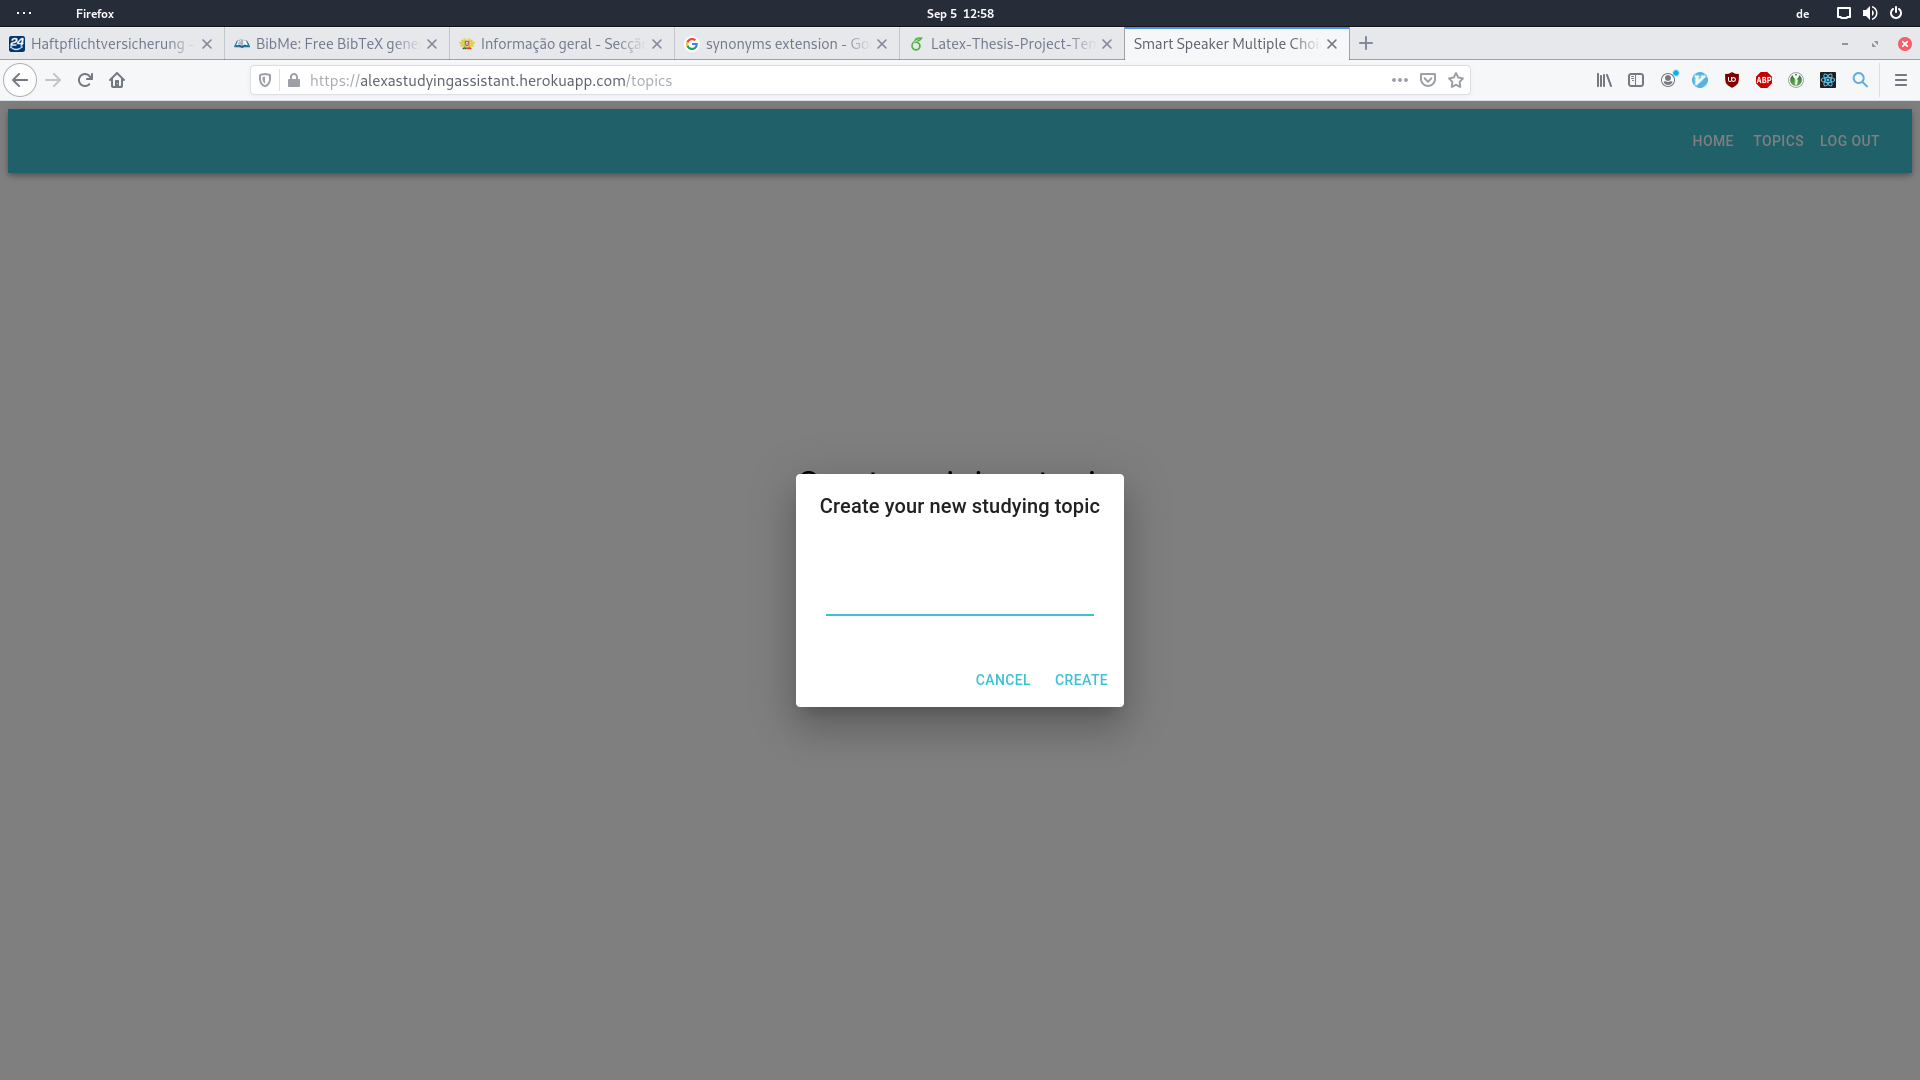 Firefox
Sep 5 12:58
de
Haftpflichtversicherung
BibMe: Free BibTeX gene
Informação geral - Secçã
synonyms extension - Go
Latex-Thesis-Project-Te
Smart Speaker Multiple Cho
https://alexastudyingassistant.herokuapp.com/topics
ABP
HOME
TOPICS
LOG OUT
Create your new studying topic
CANCEL
CREATE